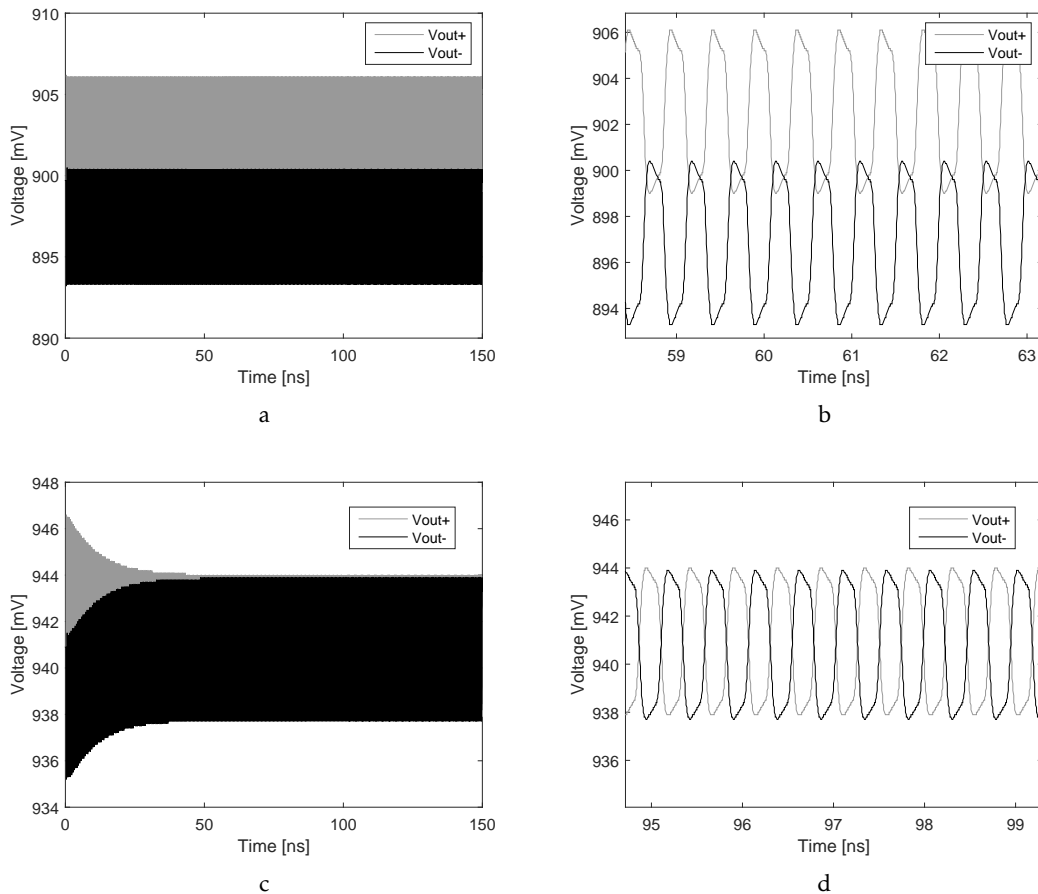 910
905
900
895
890
Voltage [mV]
Vout+
Vout-
0
50
100
150
Time [ns]
a
906
904
902
900
898
896
894
Voltage [mV]
Vout+
Vout-
59
60
61
62
63
Time [ns]
b
948
946
944
942
940
938
936
934
Voltage [mV]
Vout+
Vout-
0
50
100
150
Time [ns]
c
946
944
942
940
938
936
Voltage [mV]
Vout+
Vout-
95
96
97
98
99
Time [ns]
d